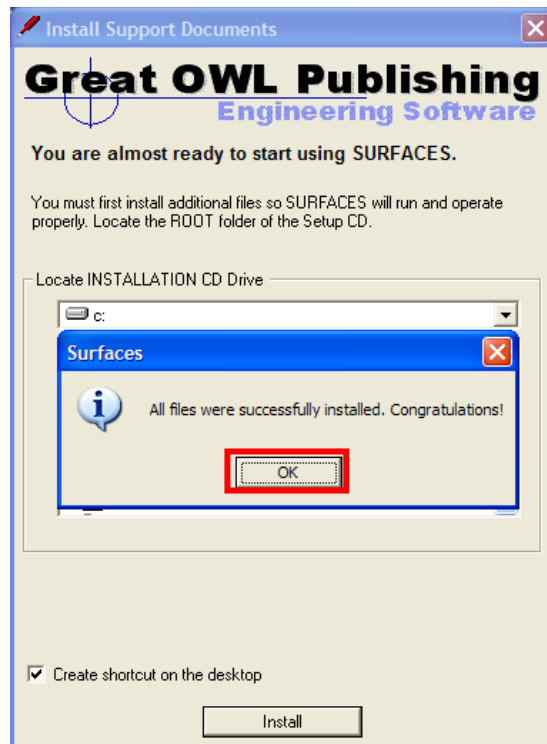 Install Support Documents
Great OWL Publishing
Engineering Software
You are almost ready to start using SURFACES.
You must first install additional files so SURFACES will run and operate
properly. Locate the ROOT folder of the Setup CD.
Locate INSTALLATION CD Drive
c:
Surfaces
All files were successfully installed. Congratulations!
OK
Create shortcut on the desktop
Install